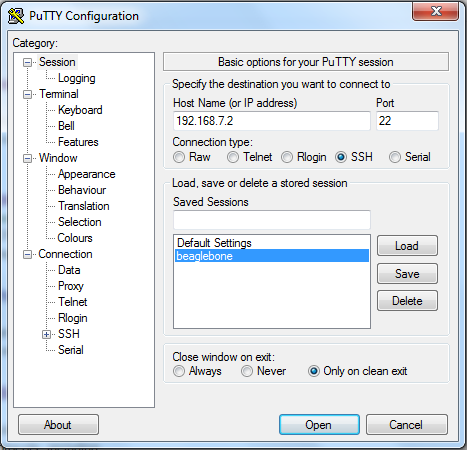 PuTTY Configuration
Category:
Session
Logging
Terminal
Keyboard
Bell
Features
Window
Appearance
Behaviour
Translation
Selection
Colours
Connection
Data
Proxy
Telnet
Rlogin
SSH
Serial
Basic options for your PuTTY session
Specify the destination you want to connect to
Host Name (or IP address) Port
192.168.7.2 22
Connection type:
Raw Telnet Rlogin SSH Serial
Load, save or delete a stored session
Saved Sessions
Default Settings
beaglebone
Load
Save
Delete
Close window on exit:
Always Never Only on clean exit
About Open Cancel